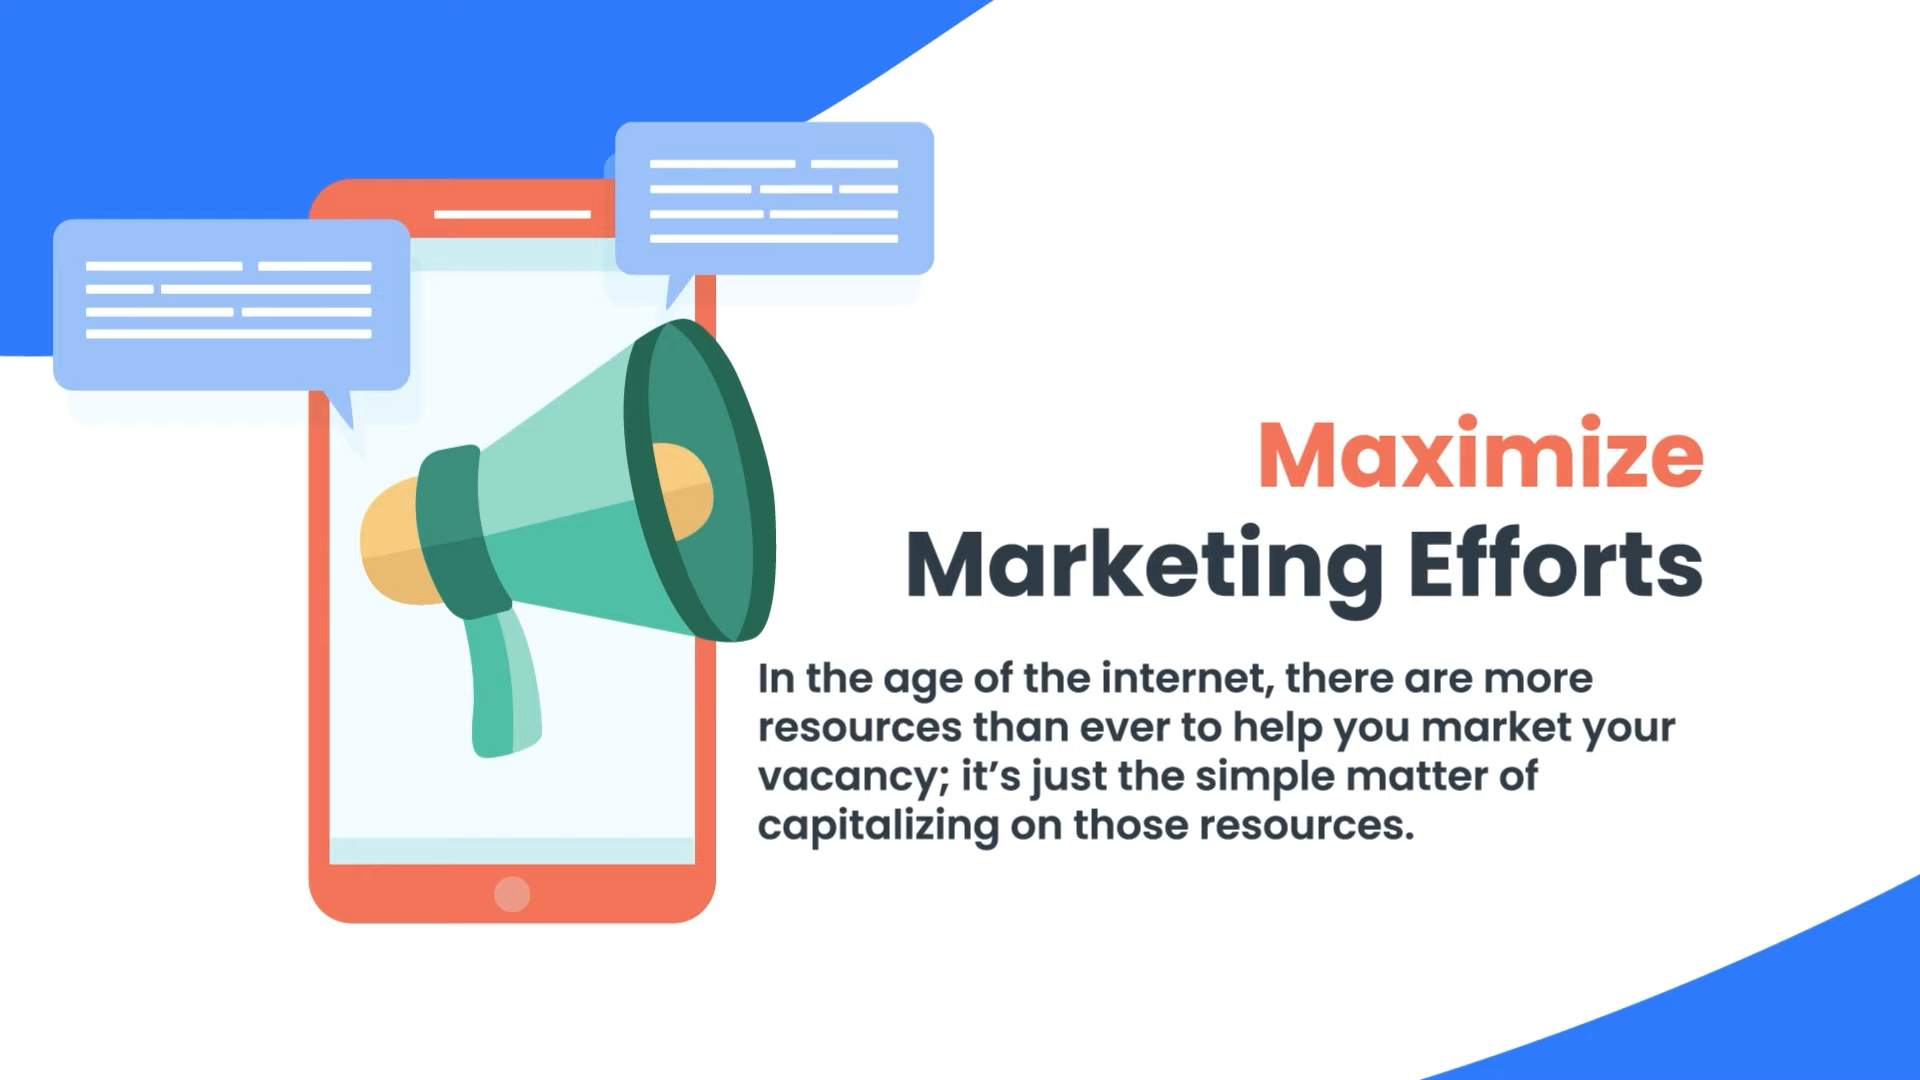 Maximize
Marketing Efforts
In the age of the internet, there are more
resources than ever to help you market your
vacancy; it’s just the simple matter of
capitalizing on those resources.